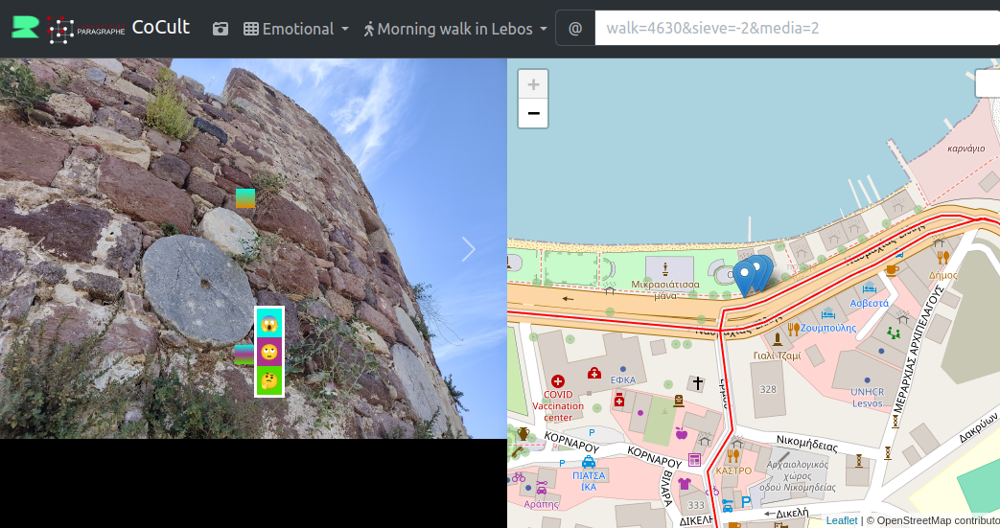 PARAGRAPHE
CoCult
Emotional
Morning walk in Lebos
@
walk=4630&sieve=-2&media=2
+
−
καρνάγιο
Μικρασιάτισσα
μάνα
Δήμος
Ασβεστά
Ζουμπούλης
Γιαλί Τζαμί
ΜΕΡΑΡΧΙΑΣ ΑΡΧΙΠΕΛΑΓΟΥΣ
ΕΦΚΑ
328
UNHCR
Lesvos
COVID
Vaccination
center
Δακρύων
Νικομήδειας
P
ΚΟΡΝΑΡΟΥ
ΚΟΡΝΑΡΟΥ
P
ΠΙΑΤΣΑ
ΙΚΑ
ΚΑΣΤΡΟ
Αρχαιολογικός
χώρος
οδού Νικομηδείας
ΒΙΛΑΡΑ
Αράπης
333
P
Δικελή
ΔΙΚΕΛΗ
Leaflet | © OpenStreetMap contributo